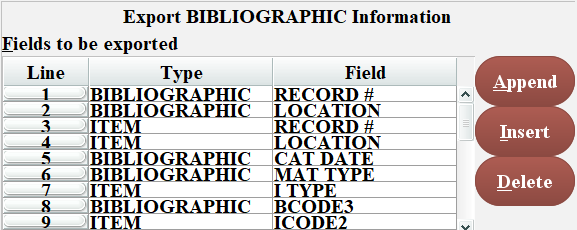 Export BIBLIOGRAPHIC Information
Fields to be exported
Line Type Field
1 BIBLIOGRAPHIC RECORD #
2 BIBLIOGRAPHIC LOCATION
3 ITEM RECORD #
4 ITEM LOCATION
5 BIBLIOGRAPHIC CAT DATE
6 BIBLIOGRAPHIC MAT TYPE
7 ITEM I TYPE
8 BIBLIOGRAPHIC BCODE3
9 ITEM ICODE2
Append
Insert
Delete